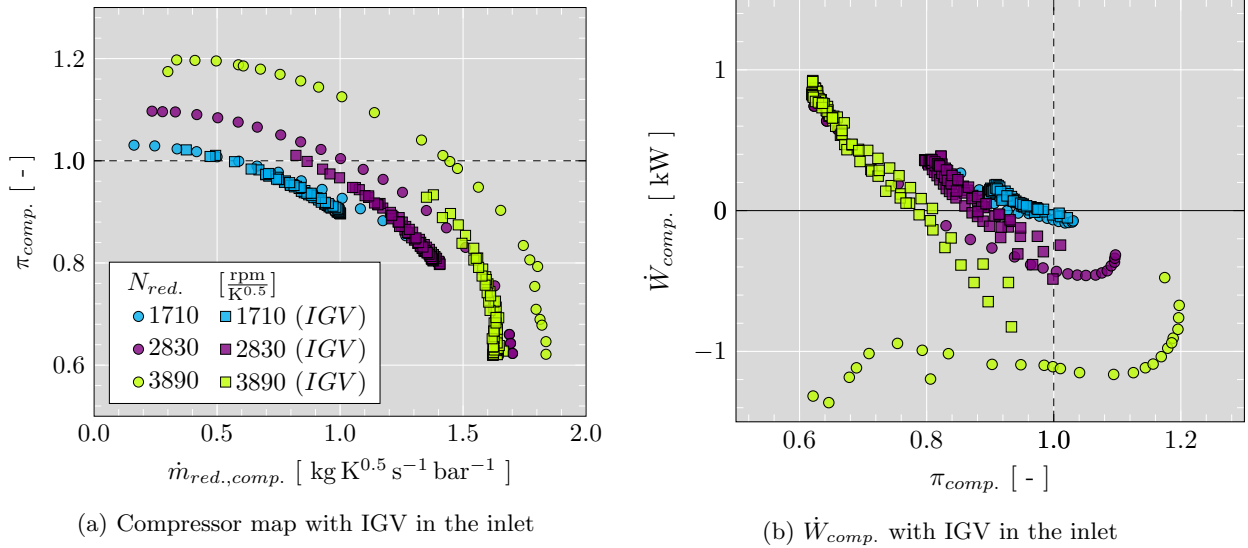 1.2
1.0
0.8
0.6
π_comp. [ - ]
N_red. [rpm/K^0.5]
1710 1710 (IGV)
2830 2830 (IGV)
3890 3890 (IGV)
0.0 0.5 1.0 1.5 2.0
ṁ_red.,comp. [ kg K^0.5 s^−1 bar^−1 ]
(a) Compressor map with IGV in the inlet
1
0
−1
Ẇ_comp. [ kW ]
0.6 0.8 1.0 1.2
π_comp. [ - ]
(b) Ẇ_comp. with IGV in the inlet